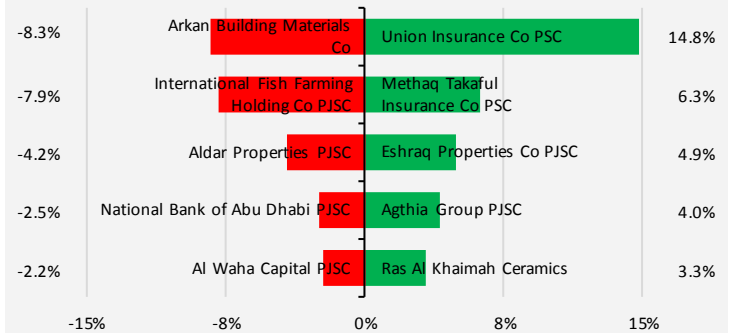 -8.3%
Arkan Building Materials
Co
Union Insurance Co PSC
14.8%
-7.9%
International Fish Farming
Holding Co PJSC
Methaq Takaful
Insurance Co PSC
6.3%
-4.2%
Aldar Properties PJSC
Eshraq Properties Co PJSC
4.9%
-2.5%
National Bank of Abu Dhabi PJSC
Agthia Group PJSC
4.0%
-2.2%
Al Waha Capital PJSC
Ras Al Khaimah Ceramics
3.3%
-15%
-8%
0%
8%
15%